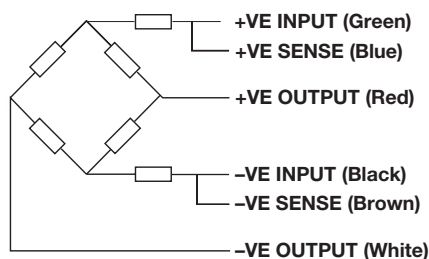 +VE INPUT (Green)
+VE SENSE (Blue)
+VE OUTPUT (Red)
–VE INPUT (Black)
–VE SENSE (Brown)
–VE OUTPUT (White)